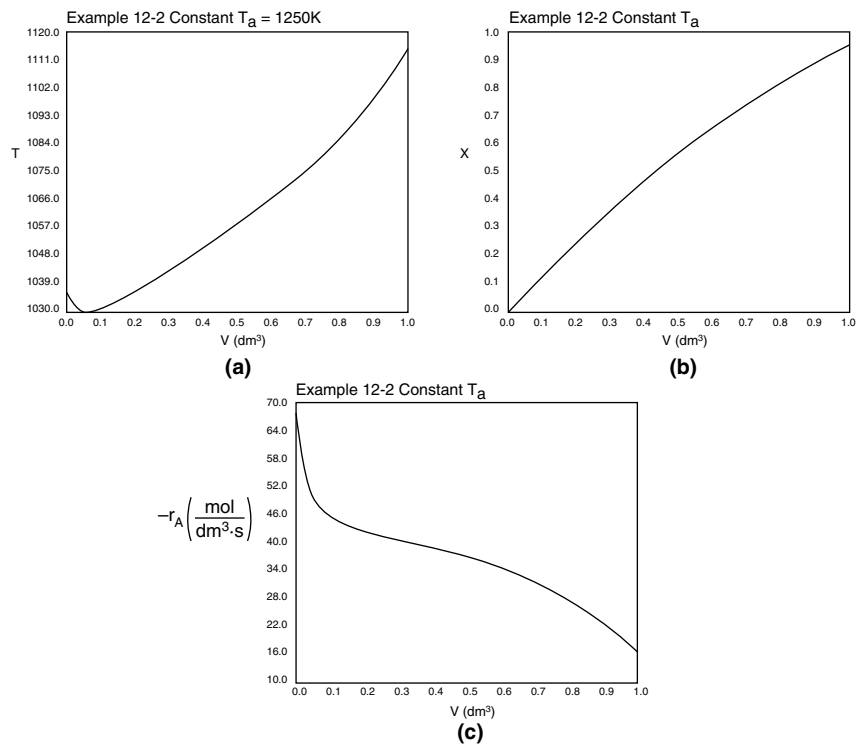 Example 12-2 Constant Ta = 1250K
1120.0
1111.0
1102.0
1093.0
1084.0
1075.0
1066.0
1057.0
1048.0
1039.0
1030.0
T
0.0 0.1 0.2 0.3 0.4 0.5 0.6 0.7 0.8 0.9 1.0
V (dm³)
(a)
Example 12-2 Constant Ta
1.0
0.9
0.8
0.7
0.6
0.5
0.4
0.3
0.2
0.1
0.0
X
0.0 0.1 0.2 0.3 0.4 0.5 0.6 0.7 0.8 0.9 1.0
V (dm³)
(b)
Example 12-2 Constant Ta
70.0
64.0
58.0
52.0
46.0
40.0
34.0
28.0
22.0
16.0
10.0
–rA (mol / dm³·s)
0.0 0.1 0.2 0.3 0.4 0.5 0.6 0.7 0.8 0.9 1.0
V (dm³)
(c)